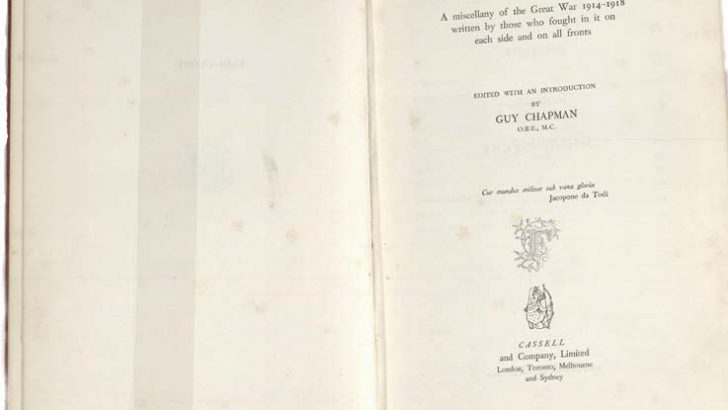 A miscellany of the Great War 1914–1918
written by those who fought in it on
each side and on all fronts
EDITED WITH AN INTRODUCTION
BY
GUY CHAPMAN
O.B.E., M.C.
Cur mundus militat sub vana gloria
Jacopone da Todi
CASSELL
and Company, Limited
London, Toronto, Melbourne
and Sydney